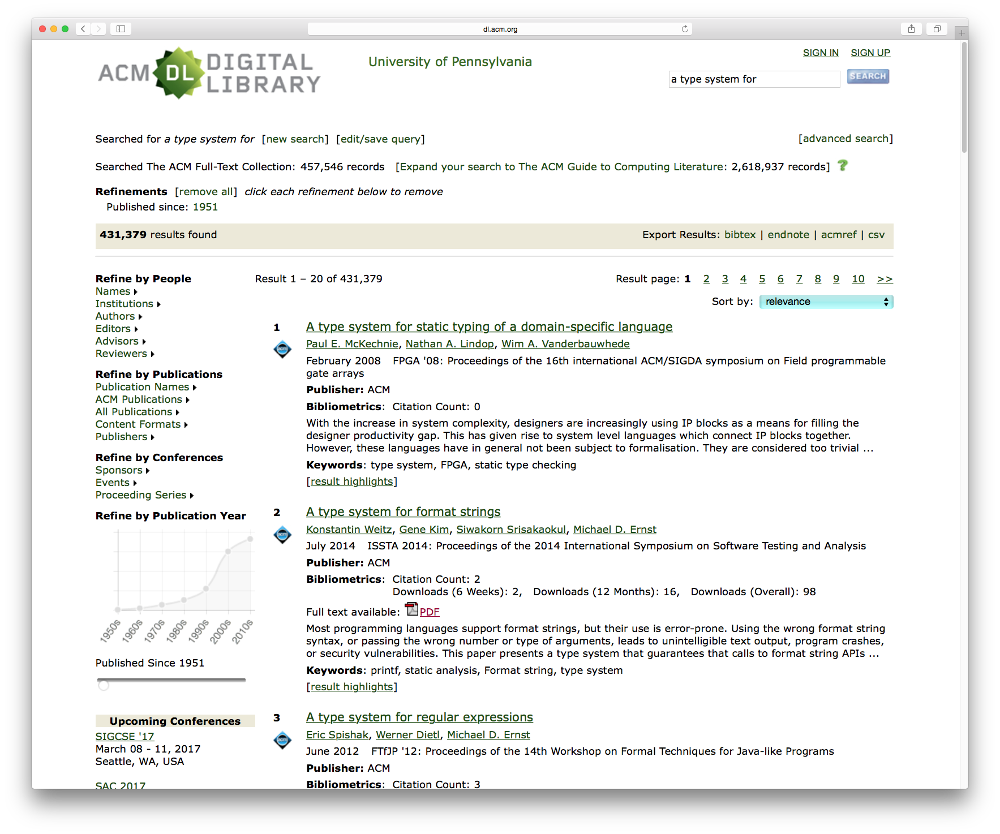 dl.acm.org
ACM DL DIGITAL LIBRARY
University of Pennsylvania
SIGN IN SIGN UP
a type system for SEARCH
Searched for a type system for [new search] [edit/save query] [advanced search]
Searched The ACM Full-Text Collection: 457,546 records [Expand your search to The ACM Guide to Computing Literature: 2,618,937 records] ?
Refinements [remove all] click each refinement below to remove
Published since: 1951
431,379 results found Export Results: bibtex | endnote | acmref | csv
Refine by People
Names
Institutions
Authors
Editors
Advisors
Reviewers
Refine by Publications
Publication Names
ACM Publications
All Publications
Content Formats
Publishers
Refine by Conferences
Sponsors
Events
Proceeding Series
Refine by Publication Year
1950s 1960s 1970s 1980s 1990s 2000s 2010s
Published Since 1951
Upcoming Conferences
SIGCSE '17
March 08 - 11, 2017
Seattle, WA, USA
SAC 2017
Result 1 – 20 of 431,379 Result page: 1 2 3 4 5 6 7 8 9 10 >>
Sort by: relevance
1 A type system for static typing of a domain-specific language
acm
Paul E. McKechnie, Nathan A. Lindop, Wim A. Vanderbauwhede
February 2008 FPGA '08: Proceedings of the 16th international ACM/SIGDA symposium on Field programmable
gate arrays
Publisher: ACM
Bibliometrics: Citation Count: 0
With the increase in system complexity, designers are increasingly using IP blocks as a means for filling the
designer productivity gap. This has given rise to system level languages which connect IP blocks together.
However, these languages have in general not been subject to formalisation. They are considered too trivial ...
Keywords: type system, FPGA, static type checking
[result highlights]
2 A type system for format strings
acm
Konstantin Weitz, Gene Kim, Siwakorn Srisakaokul, Michael D. Ernst
July 2014 ISSTA 2014: Proceedings of the 2014 International Symposium on Software Testing and Analysis
Publisher: ACM
Bibliometrics: Citation Count: 2
Downloads (6 Weeks): 2, Downloads (12 Months): 16, Downloads (Overall): 98
Full text available: PDF
Most programming languages support format strings, but their use is error-prone. Using the wrong format string
syntax, or passing the wrong number or type of arguments, leads to unintelligible text output, program crashes,
or security vulnerabilities. This paper presents a type system that guarantees that calls to format string APIs ...
Keywords: printf, static analysis, Format string, type system
[result highlights]
3 A type system for regular expressions
acm
Eric Spishak, Werner Dietl, Michael D. Ernst
June 2012 FTfJP '12: Proceedings of the 14th Workshop on Formal Techniques for Java-like Programs
Publisher: ACM
Bibliometrics: Citation Count: 3